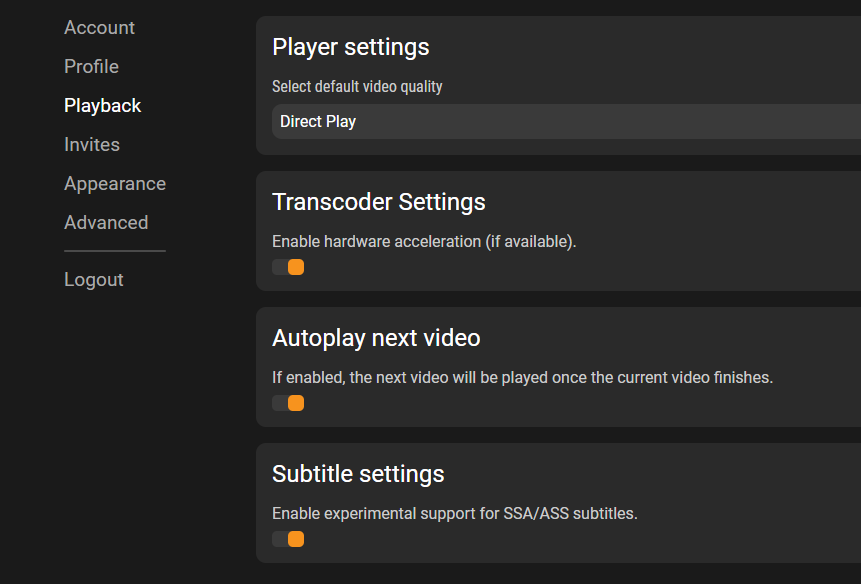 Account
Profile
Playback
Invites
Appearance
Advanced
Logout
Player settings
Select default video quality
Direct Play
Transcoder Settings
Enable hardware acceleration (if available).
Autoplay next video
If enabled, the next video will be played once the current video finishes.
Subtitle settings
Enable experimental support for SSA/ASS subtitles.